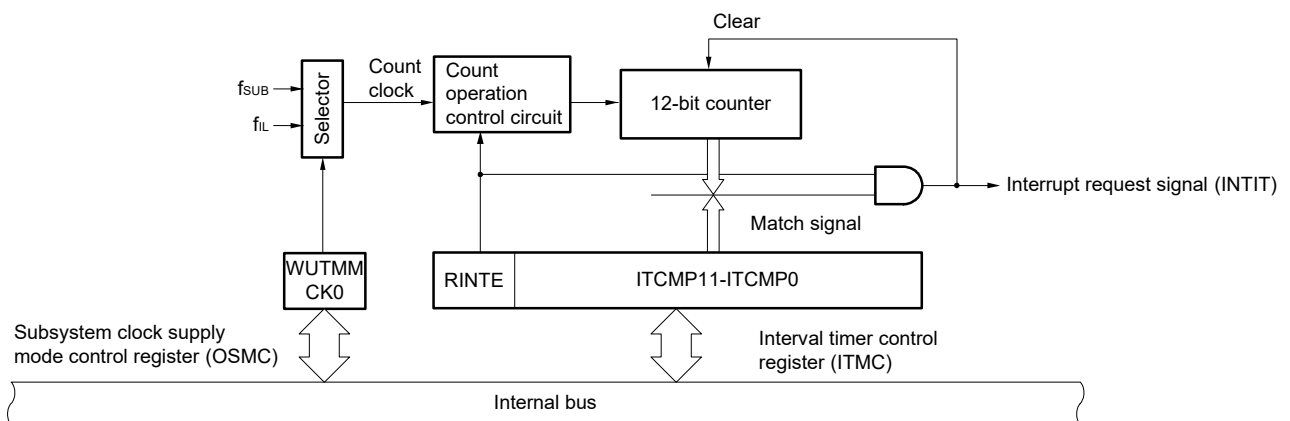 Clear
Count
clock
Count
operation
control circuit
12-bit counter
fSUB
fIL
Selector
Interrupt request signal (INTIT)
Match signal
WUTMM
CK0
RINTE
ITCMP11-ITCMP0
Subsystem clock supply
mode control register (OSMC)
Interval timer control
register (ITMC)
Internal bus